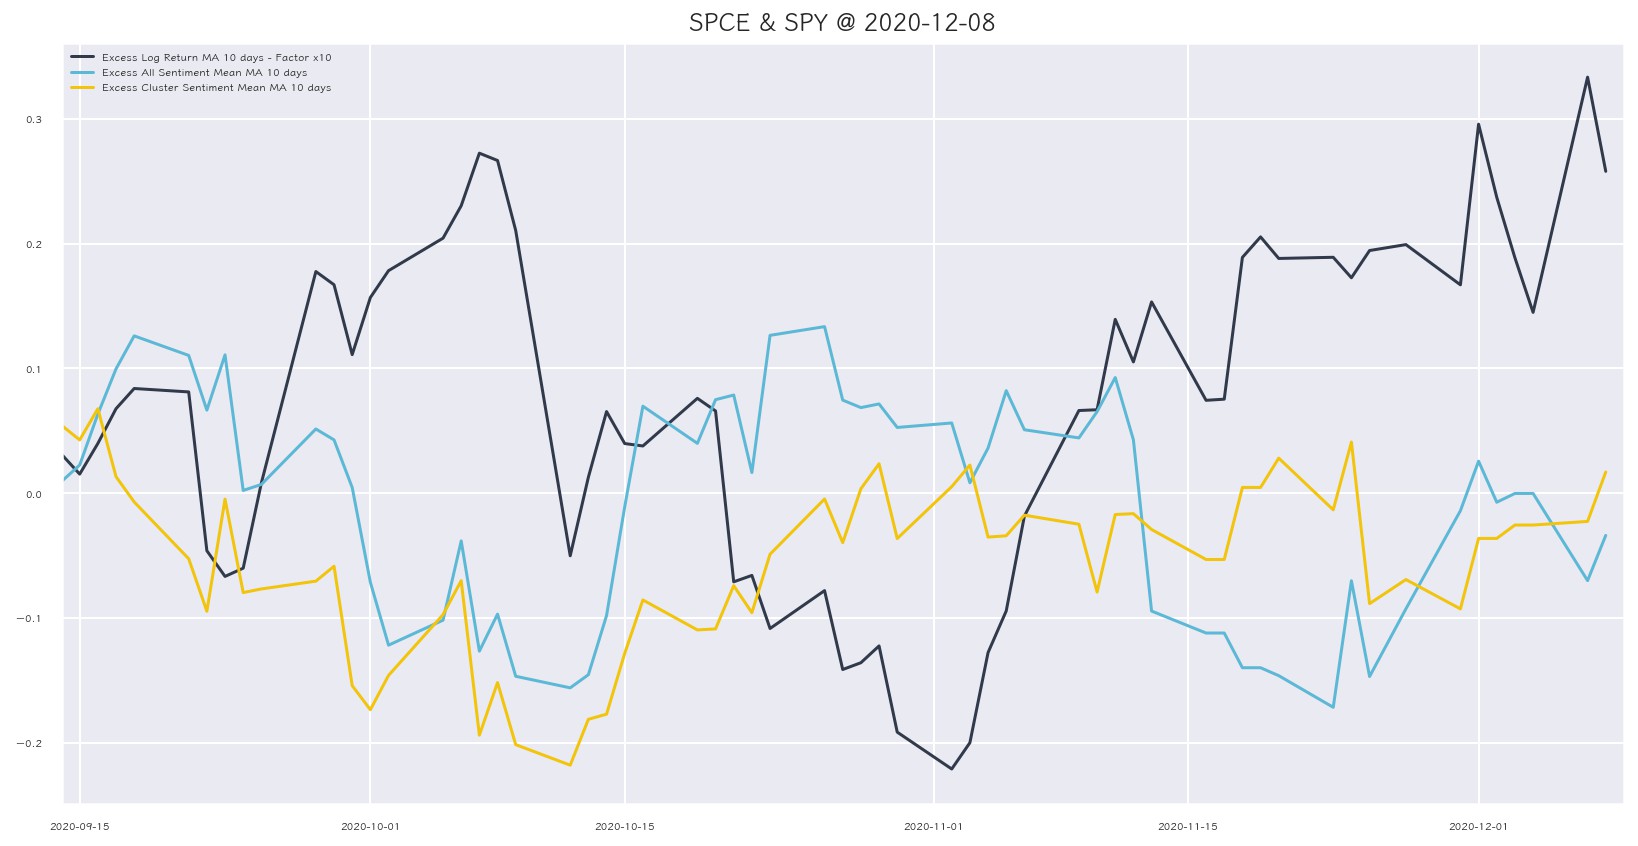 SPCE & SPY @ 2020-12-08
Excess Log Return MA 10 days - Factor x10
Excess All Sentiment Mean MA 10 days
Excess Cluster Sentiment Mean MA 10 days
0.3
0.2
0.1
0.0
−0.1
−0.2
2020-09-15 2020-10-01 2020-10-15 2020-11-01 2020-11-15 2020-12-01